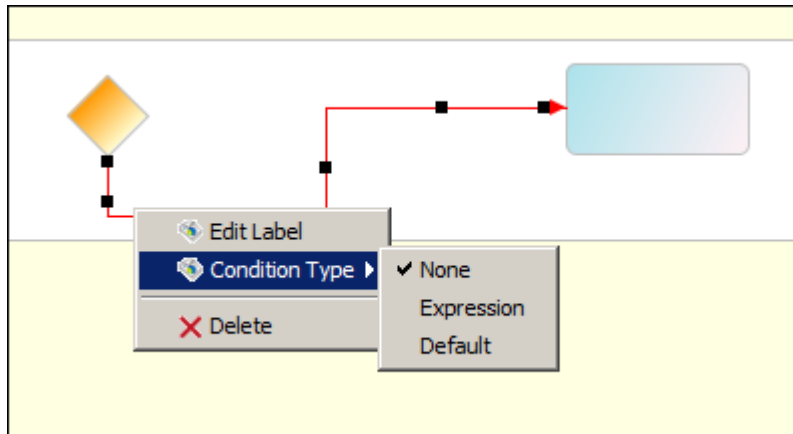 Edit Label
Condition Type
None
Expression
Default
Delete